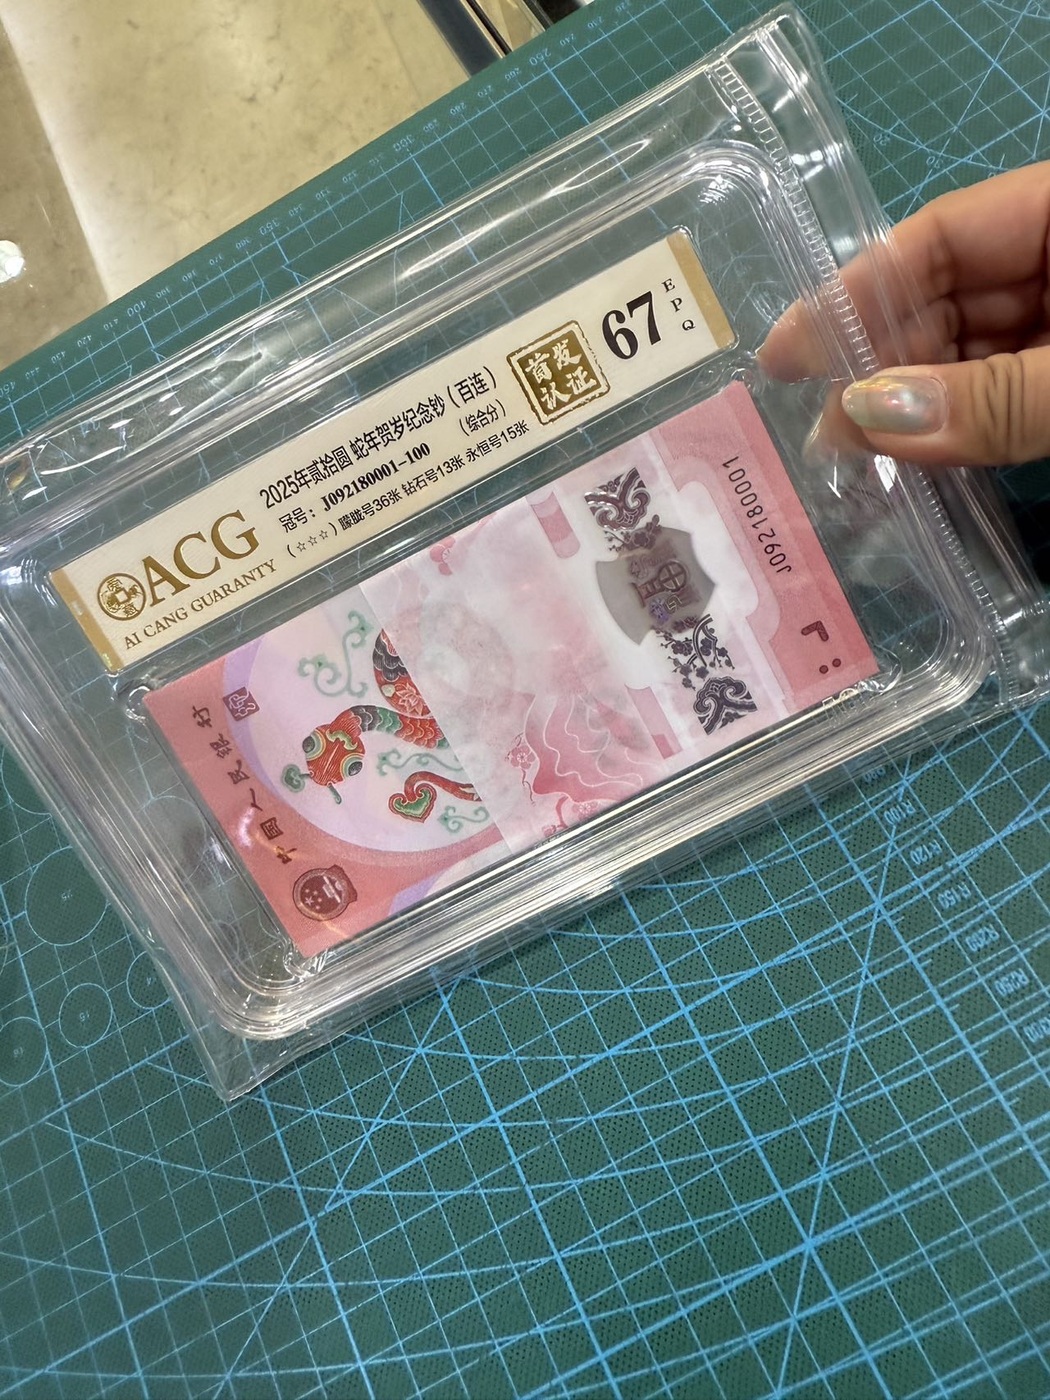 ACG
AI CANG GUARANTY
2025年贰拾圆 蛇年贺岁纪念钞（百连）
冠号：J092180001-100 （综合分）
（☆☆☆）朦胧号36张 钻石号13张 永恒号15张
首发
认证
67
EPQ
中国人民银行
J092180001